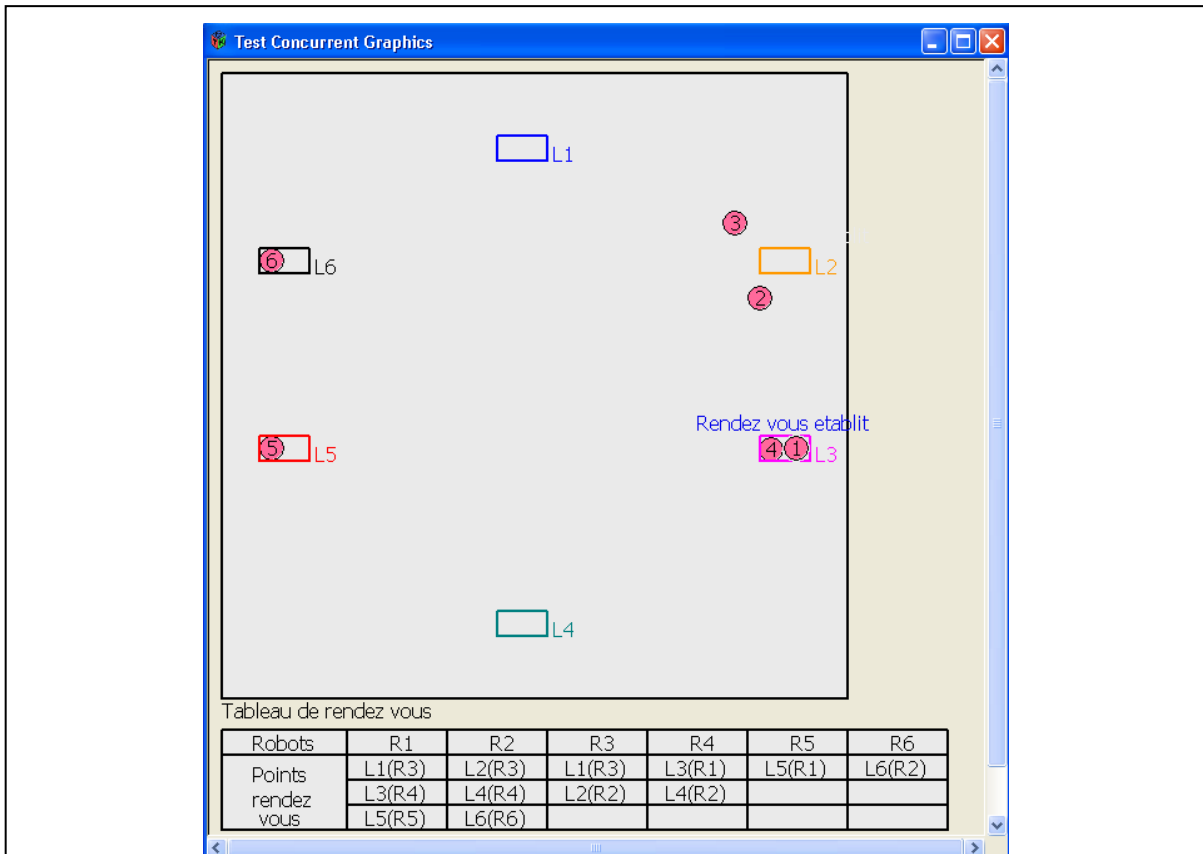 Test Concurrent Graphics
L1
3
6
L6
L2
2
Rendez vous etablit
5
L5
4 1
L3
L4
Tableau de rendez vous
Robots R1 R2 R3 R4 R5 R6
Points rendez vous
L1(R3) L2(R3) L1(R3) L3(R1) L5(R1) L6(R2)
L3(R4) L4(R4) L2(R2) L4(R2)
L5(R5) L6(R6)